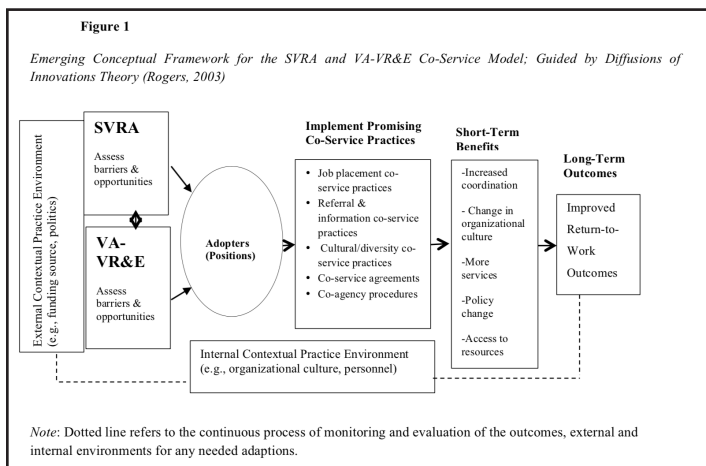 Figure 1
Emerging Conceptual Framework for the SVRA and VA-VR&E Co-Service Model; Guided by Diffusions of
Innovations Theory (Rogers, 2003)
External Contextual Practice Environment
(e.g., funding source, politics)
SVRA
Assess
barriers &
opportunities
VA-
VR&E
Assess
barriers &
opportunities
Adopters
(Positions)
Implement Promising
Co-Service Practices
• Job placement co-
service practices
• Referral &
information co-service
practices
• Cultural/diversity co-
service practices
• Co-service agreements
• Co-agency procedures
Short-Term
Benefits
-Increased
coordination
- Change in
organizational
culture
-More
services
-Policy
change
-Access to
resources
Long-Term
Outcomes
Improved
Return-to-
Work
Outcomes
Internal Contextual Practice Environment
(e.g., organizational culture, personnel)
Note: Dotted line refers to the continuous process of monitoring and evaluation of the outcomes, external and
internal environments for any needed adaptions.